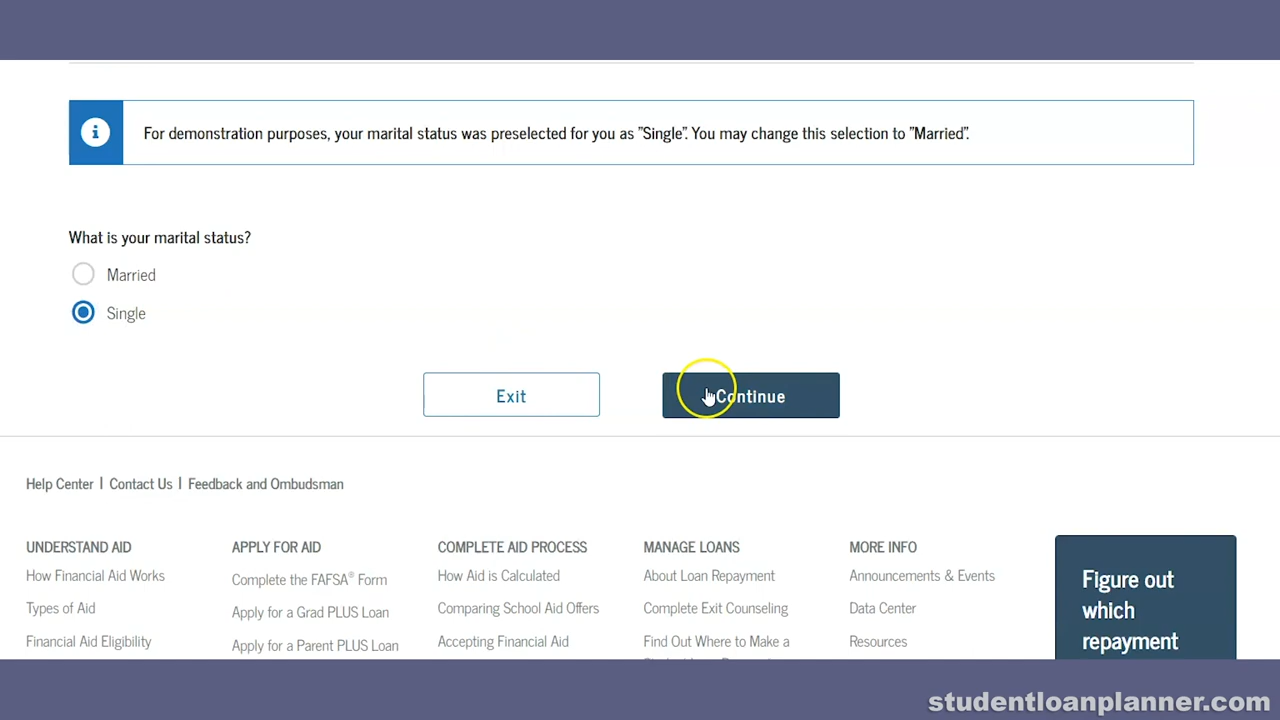 For demonstration purposes, your marital status was preselected for you as "Single". You may change this selection to "Married".
What is your marital status?
Married
Single
Exit
Continue
Help Center | Contact Us | Feedback and Ombudsman
UNDERSTAND AID
How Financial Aid Works
Types of Aid
Financial Aid Eligibility
APPLY FOR AID
Complete the FAFSA® Form
Apply for a Grad PLUS Loan
Apply for a Parent PLUS Loan
COMPLETE AID PROCESS
How Aid is Calculated
Comparing School Aid Offers
Accepting Financial Aid
MANAGE LOANS
About Loan Repayment
Complete Exit Counseling
Find Out Where to Make a
MORE INFO
Announcements & Events
Data Center
Resources
Figure out
which
repayment
studentloanplanner.com